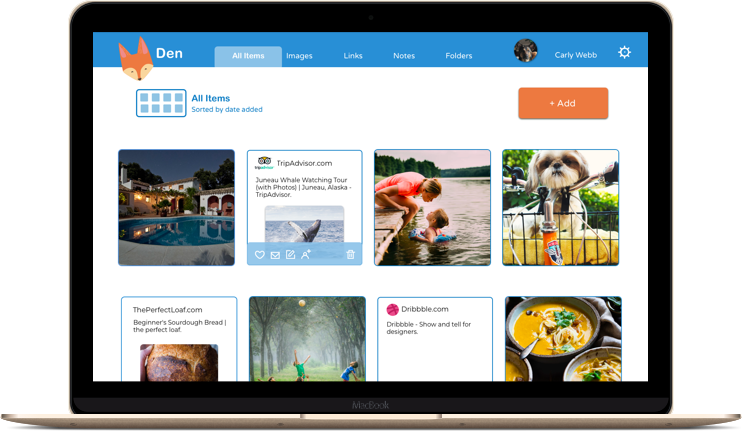 Den
All Items
Images
Links
Notes
Folders
Carly Webb
All Items
Sorted by date added
+ Add
tripadvisor
TripAdvisor.com
Juneau Whale Watching Tour
(with Photos) | Juneau, Alaska -
TripAdvisor.
ThePerfectLoaf.com
Beginner's Sourdough Bread |
the perfect loaf.
Dribbble.com
Dribbble - Show and tell for
designers.
MacBook